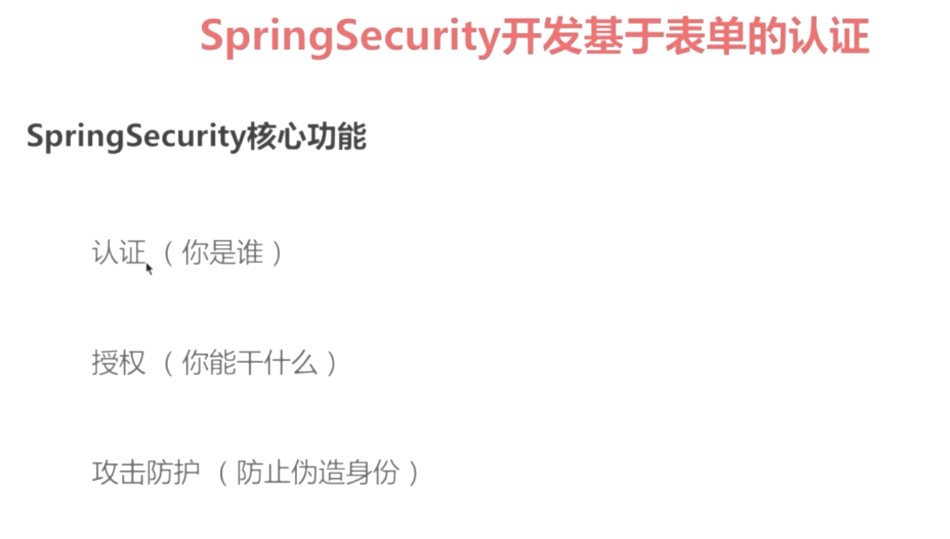 SpringSecurity开发基于表单的认证
SpringSecurity核心功能
认证 （ 你是谁 ）
授权 （ 你能干什么 ）
攻击防护 （ 防止伪造身份 ）